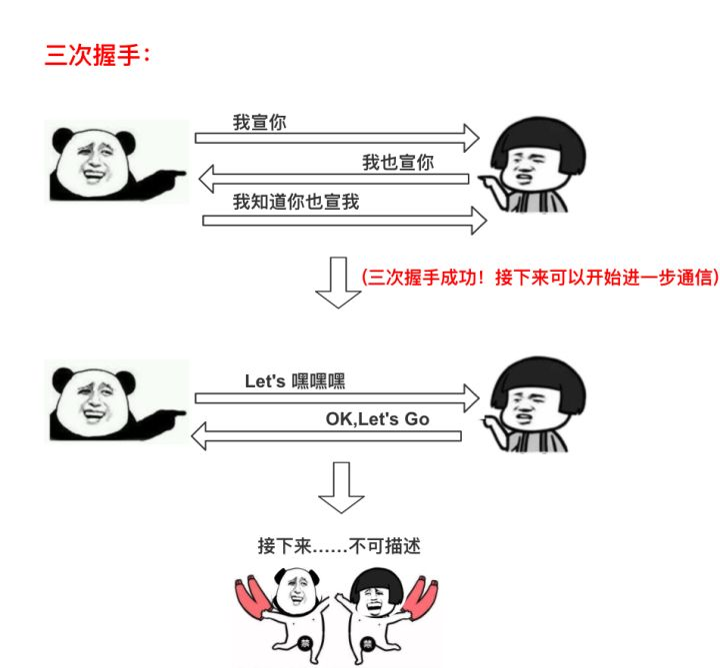 三次握手：
我宣你
我也宣你
我知道你也宣我
(三次握手成功！接下来可以开始进一步通信)
Let's 嘿嘿嘿
OK,Let's Go
接下来……不可描述
禁
禁